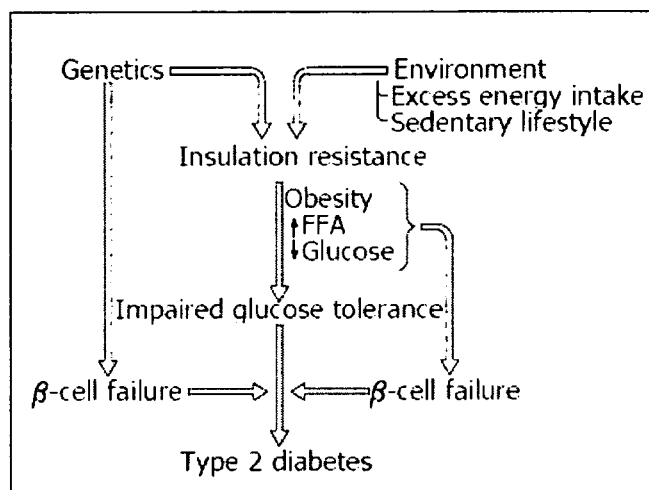 Genetics
Environment
Excess energy intake
Sedentary lifestyle
Insulation resistance
Obesity
↑FFA
↓Glucose
Impaired glucose tolerance
β-cell failure
β-cell failure
Type 2 diabetes